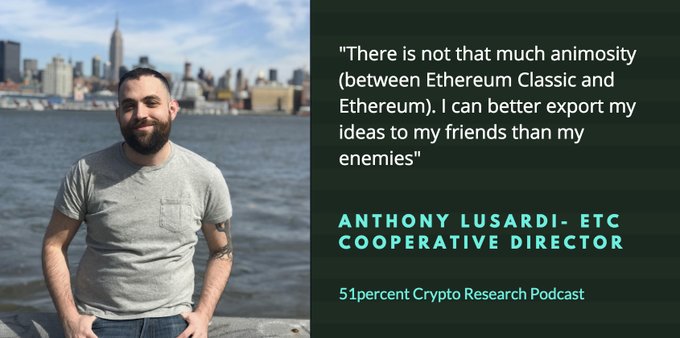 "There is not that much animosity
(between Ethereum Classic and
Ethereum). I can better export my
ideas to my friends than my
enemies"
ANTHONY LUSARDI- ETC
COOPERATIVE DIRECTOR
51percent Crypto Research Podcast